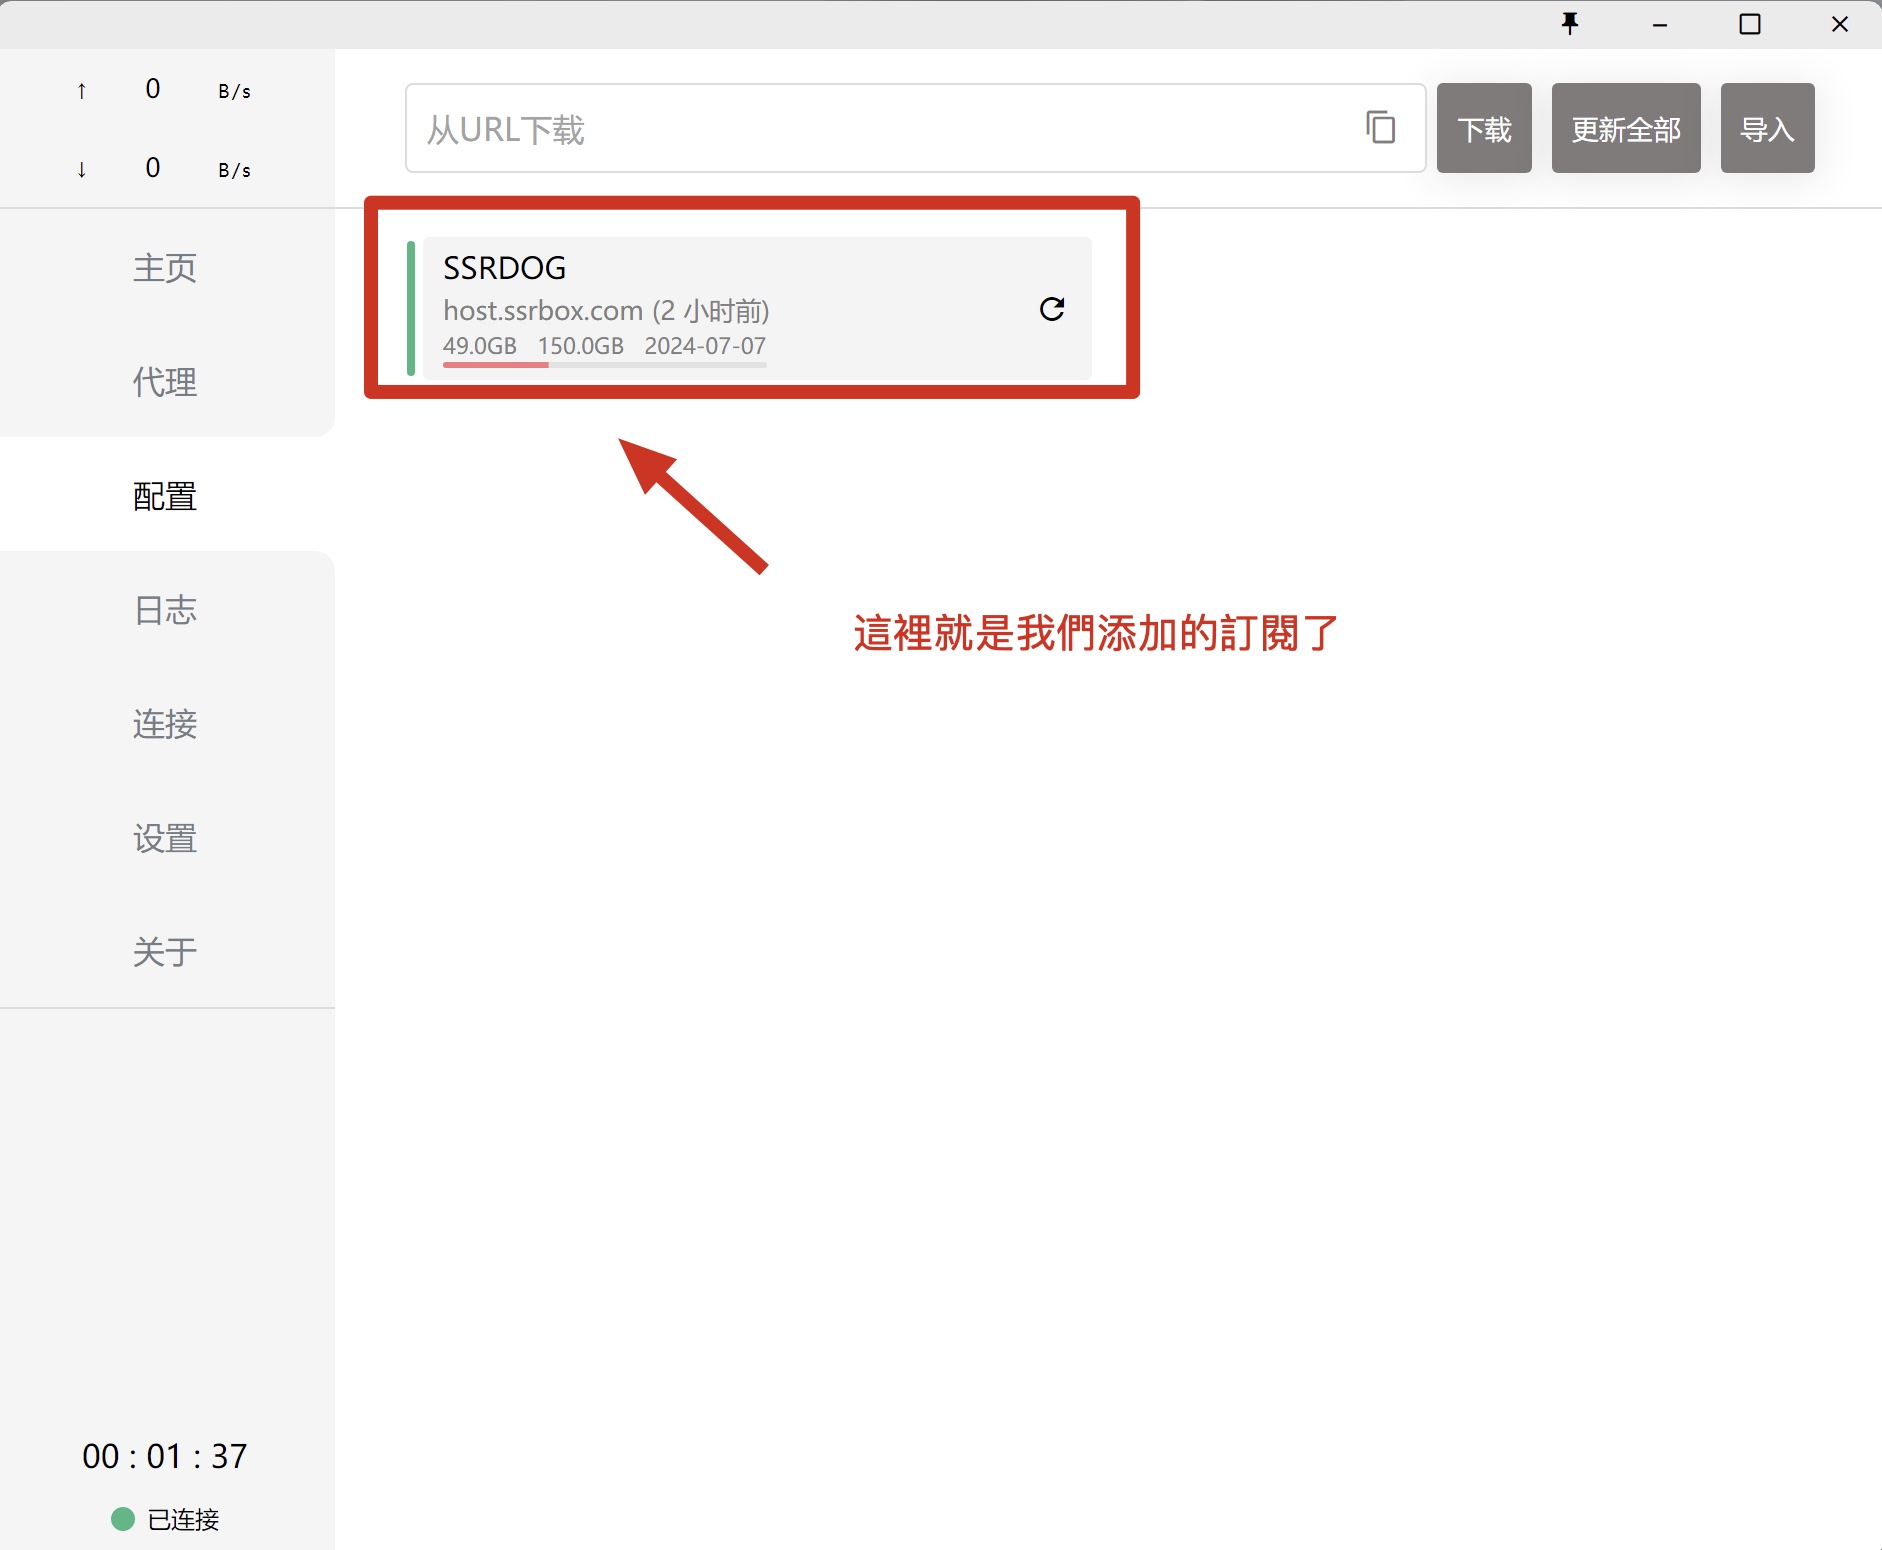 ↑ 0 B/s
↓ 0 B/s
从URL下载
下载
更新全部
导入
主页
代理
配置
日志
连接
设置
关于
SSRDOG
host.ssrbox.com (2 小时前)
49.0GB 150.0GB 2024-07-07
這裡就是我們添加的訂閱了
00 : 01 : 37
已连接